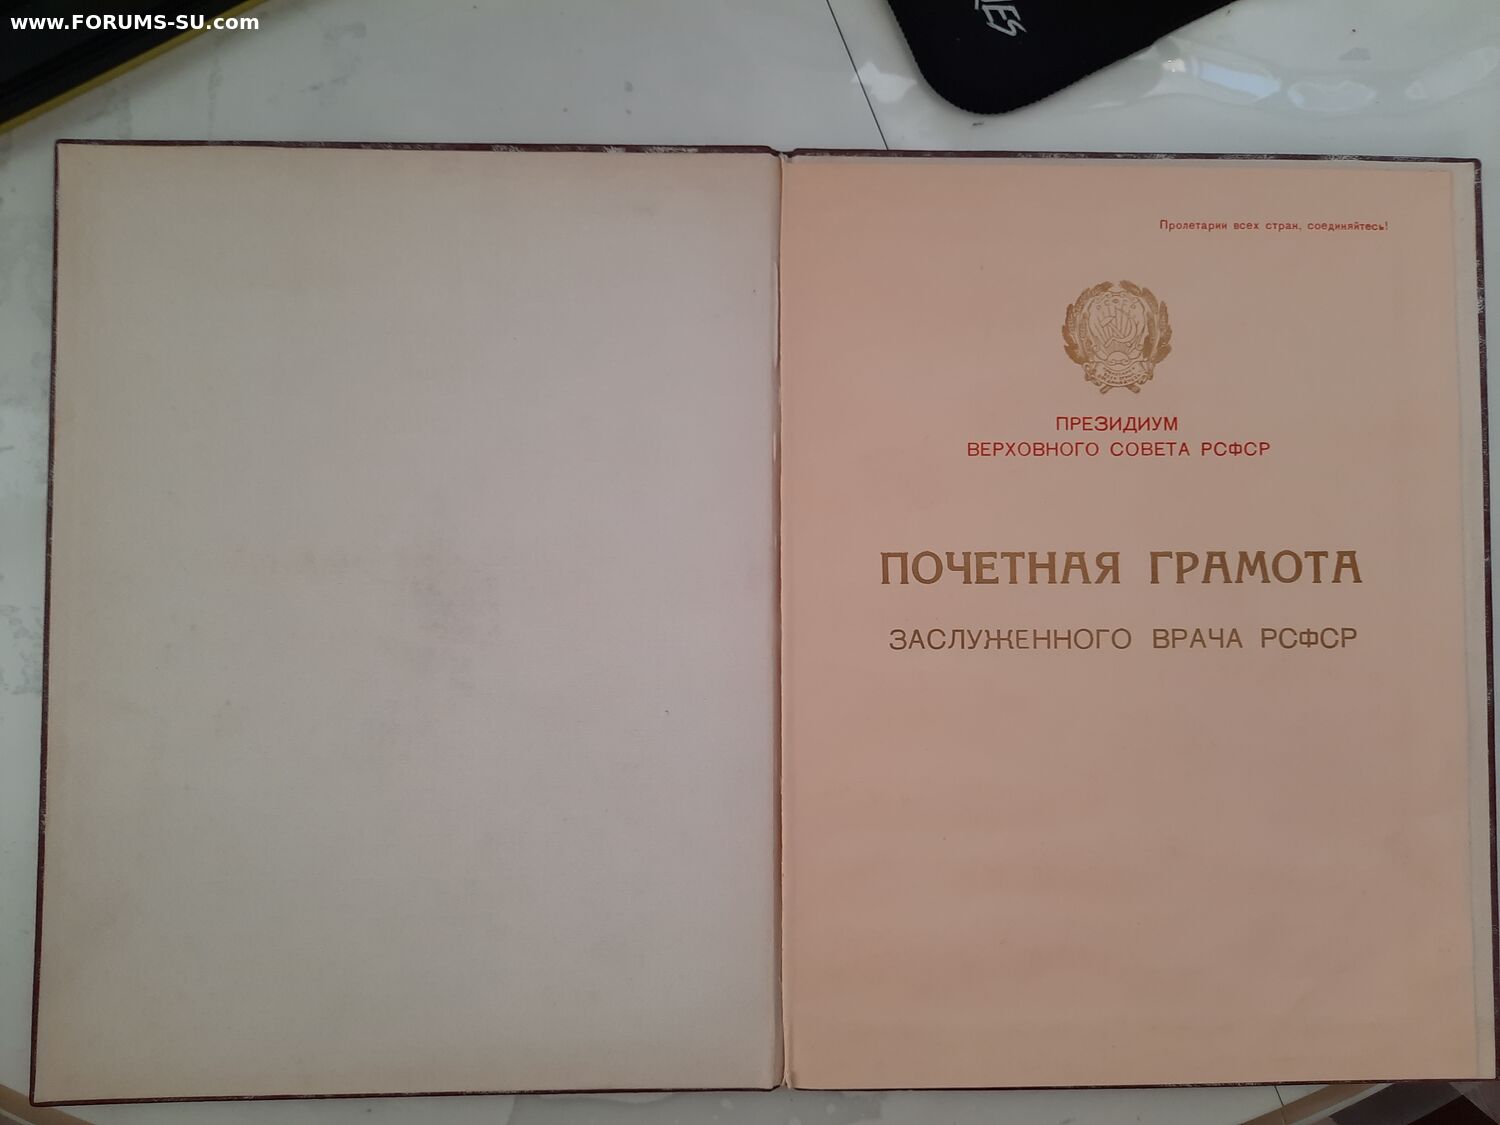 www.FORUMS-SU.com
Пролетарии всех стран, соединяйтесь!
ПРЕЗИДИУМ
ВЕРХОВНОГО СОВЕТА РСФСР
ПОЧЕТНАЯ ГРАМОТА
ЗАСЛУЖЕННОГО ВРАЧА РСФСР